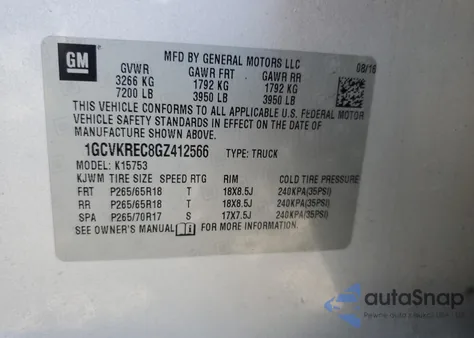 GM
MFD BY GENERAL MOTORS LLC
08/16
GVWR GAWR FRT GAWR RR
3266 KG 1792 KG 1792 KG
7200 LB 3950 LB 3950 LB
THIS VEHICLE CONFORMS TO ALL APPLICABLE U.S. FEDERAL MOTOR
VEHICLE SAFETY STANDARDS IN EFFECT ON THE DATE OF
MANUFACTURE SHOWN ABOVE.
1GCVKREC8GZ412566 TYPE: TRUCK
MODEL: K15753
KJWM TIRE SIZE SPEED RTG RIM COLD TIRE PRESSURE
FRT P265/65R18 T 18X8.5J 240KPA(35PSI)
RR P265/65R18 T 18X8.5J 240KPA(35PSI)
SPA P265/70R17 S 17X7.5J 240KPA(35PSI)
SEE OWNER'S MANUAL FOR MORE INFORMATION.
autoSnap